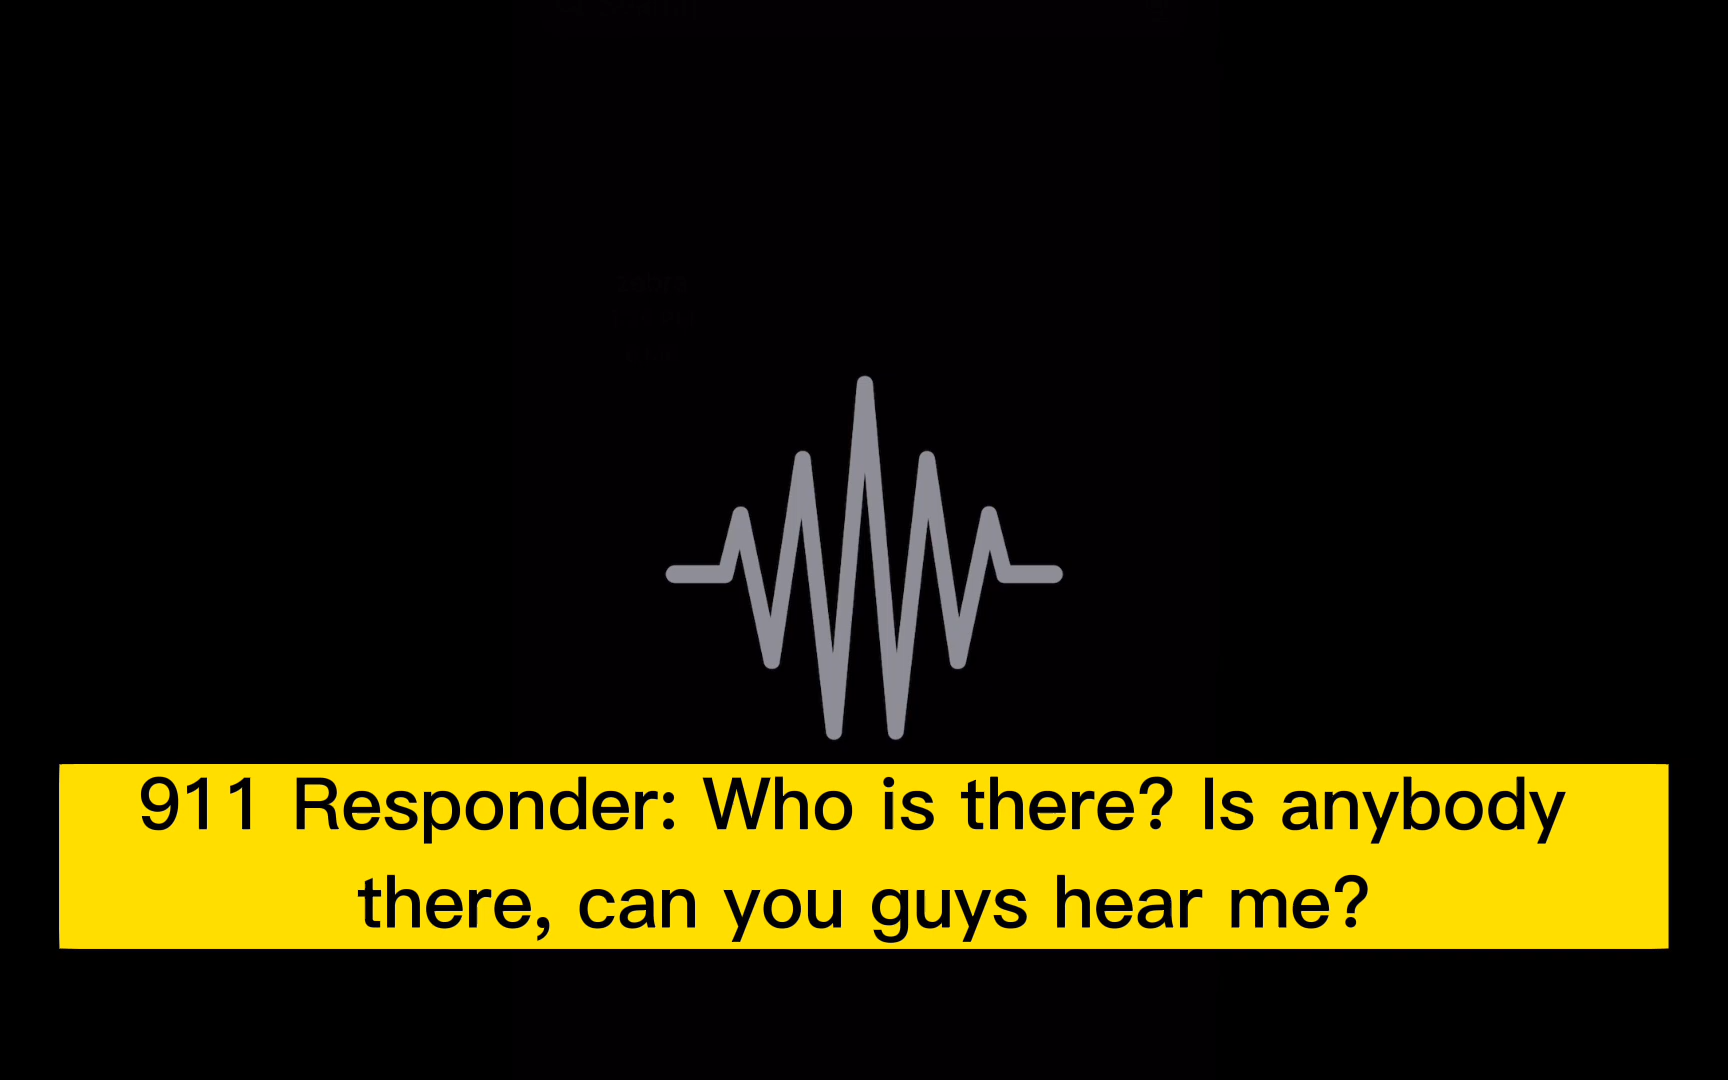 911 Responder: Who is there? Is anybody
there, can you guys hear me?